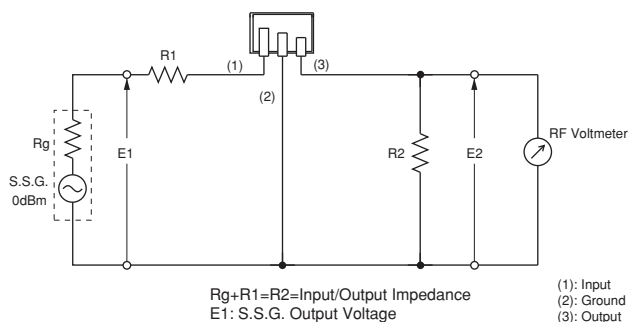 R1
(1)
(3)
(2)
Rg
E1
R2
E2
RF Voltmeter
S.S.G.
0dBm
Rg+R1=R2=Input/Output Impedance
E1: S.S.G. Output Voltage
(1): Input
(2): Ground
(3): Output